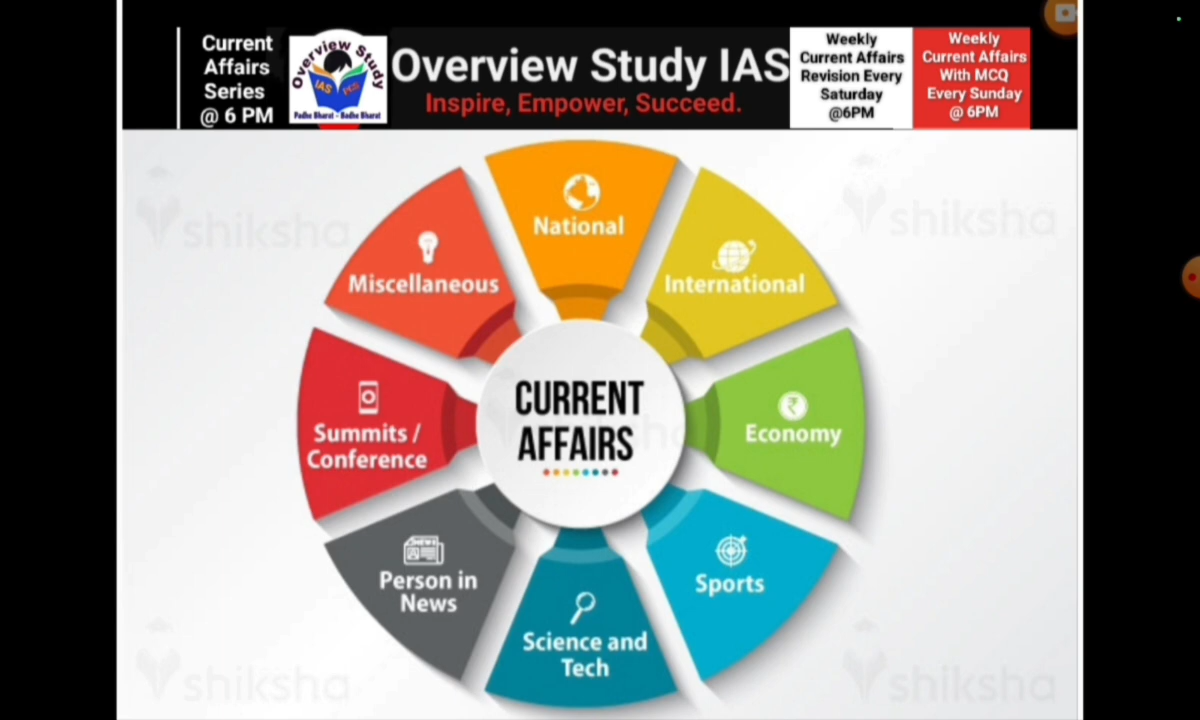 Current
Affairs
Series
@ 6 PM
Overview Study
IAS PCS
Padhe Bharat - Badhe Bharat
Overview Study IAS
Inspire, Empower, Succeed.
Weekly
Current Affairs
Revision Every
Saturday
@6PM
Weekly
Current Affairs
With MCQ
Every Sunday
@ 6PM
shiksha
shiksha
National
Miscellaneous
International
CURRENT
AFFAIRS
Summits /
Conference
₹
Economy
NEWS
Person in
News
Sports
Science and
Tech
shiksha
shiksha